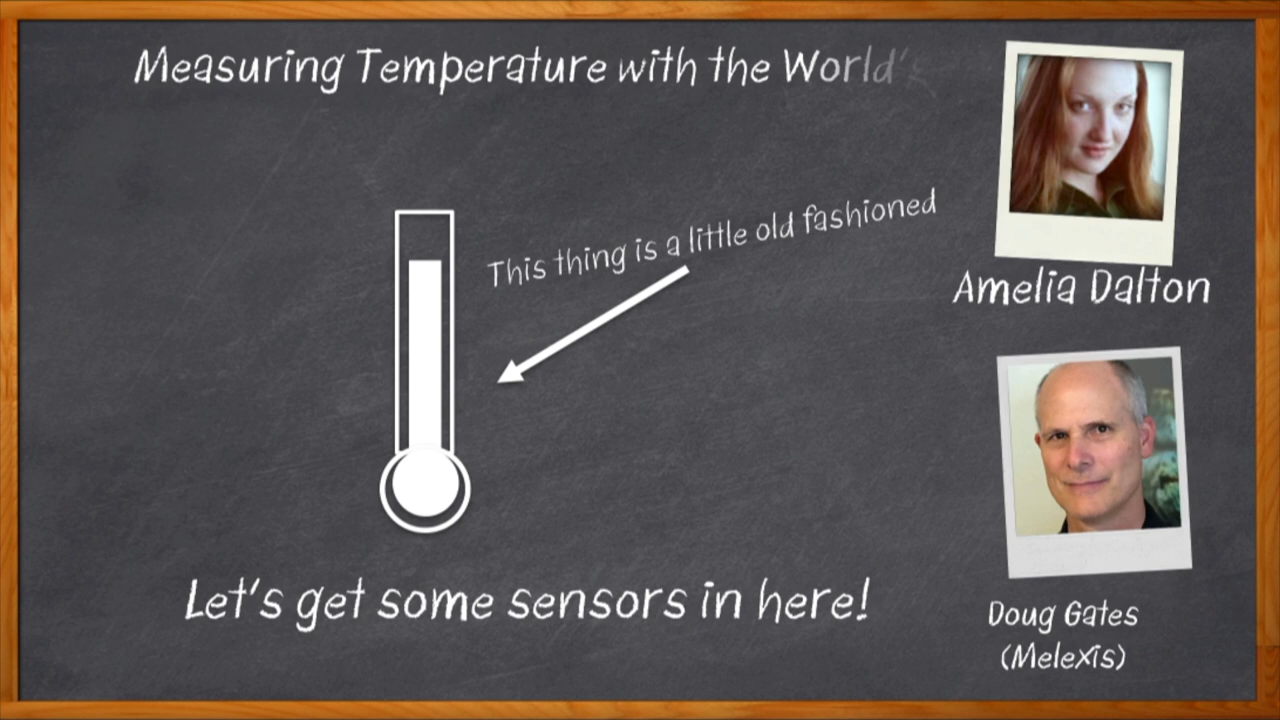 Measuring Temperature with the World's
This thing is a little old fashioned
Amelia Dalton
Let's get some sensors in here!
Doug Gates
(Melexis)